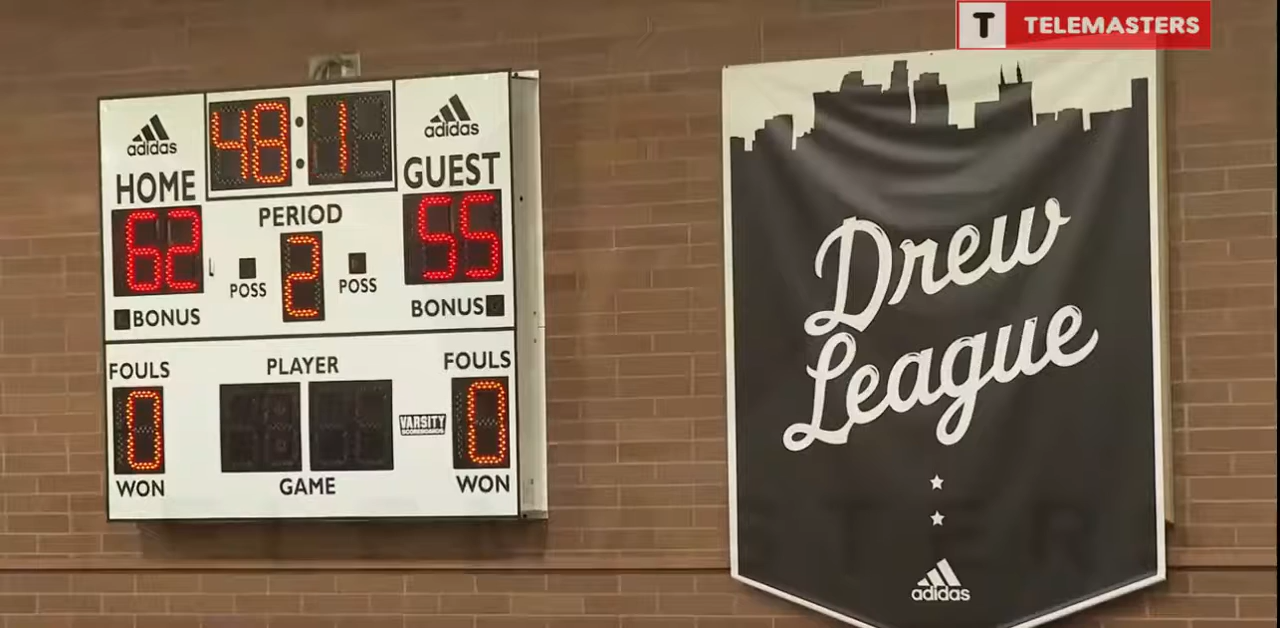 TELEMASTERS
adidas
48:1
adidas
HOME
GUEST
62
PERIOD
55
2
POSS
POSS
BONUS
BONUS
FOULS
PLAYER
FOULS
0
VARSITY
0
WON
GAME
WON
Drew
League
adidas